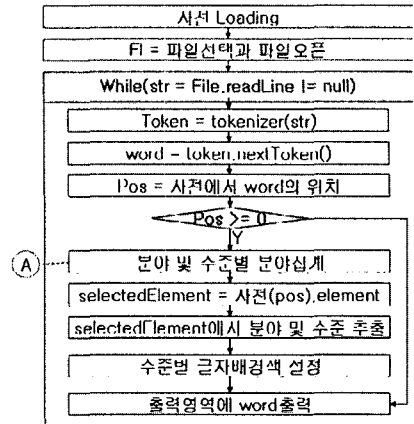 사전 Loading
Fl = 파일선택과 파일오픈
While(str = File.readLine != null)
Token = tokenizer(str)
word = token.nextToken()
Pos = 사전에서 word의 위치
Pos >= 0
Y
A
분야 및 수준별 분야집계
selectedElement = 사전(pos).element
selectedElement에서 분야 및 수준 추출
수준별 글자배경색 설정
출력영역에 word출력